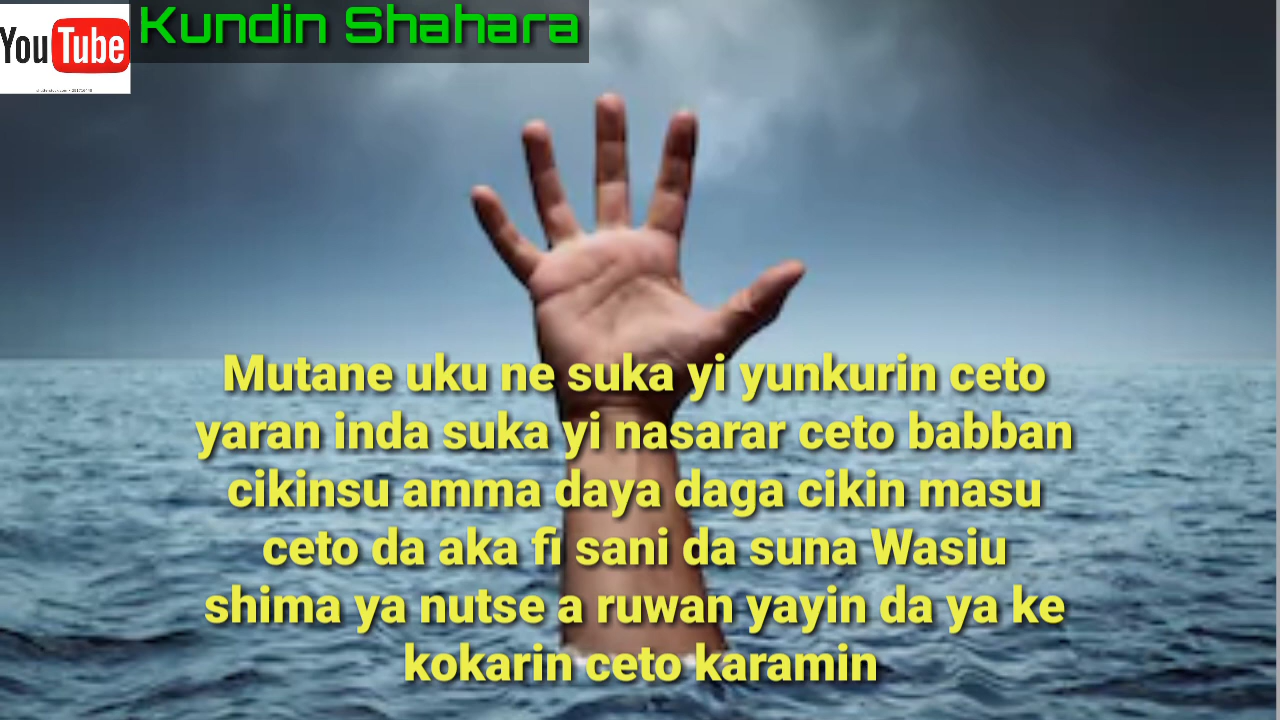 YouTube
Kundin Shahara
Mutane uku ne suka yi yunkurin ceto
yaran inda suka yi nasarar ceto babban
cikinsu amma daya daga cikin masu
ceto da aka fi sani da suna Wasiu
shima ya nutse a ruwan yayin da ya ke
kokarin ceto karamin